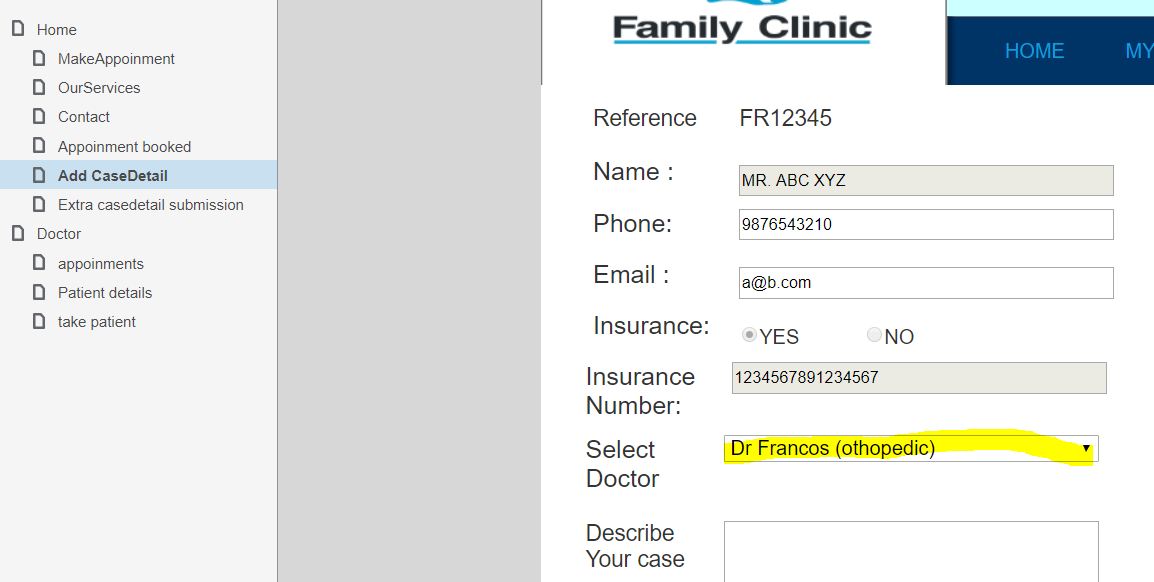 Home
MakeAppoinment
OurServices
Contact
Appoinment booked
Add CaseDetail
Extra casedetail submission
Doctor
appoinments
Patient details
take patient
Family Clinic
HOME
MY
Reference FR12345
Name : MR. ABC XYZ
Phone: 9876543210
Email : a@b.com
Insurance: YES NO
Insurance
Number: 1234567891234567
Select
Doctor
Dr Francos (othopedic)
Describe
Your case